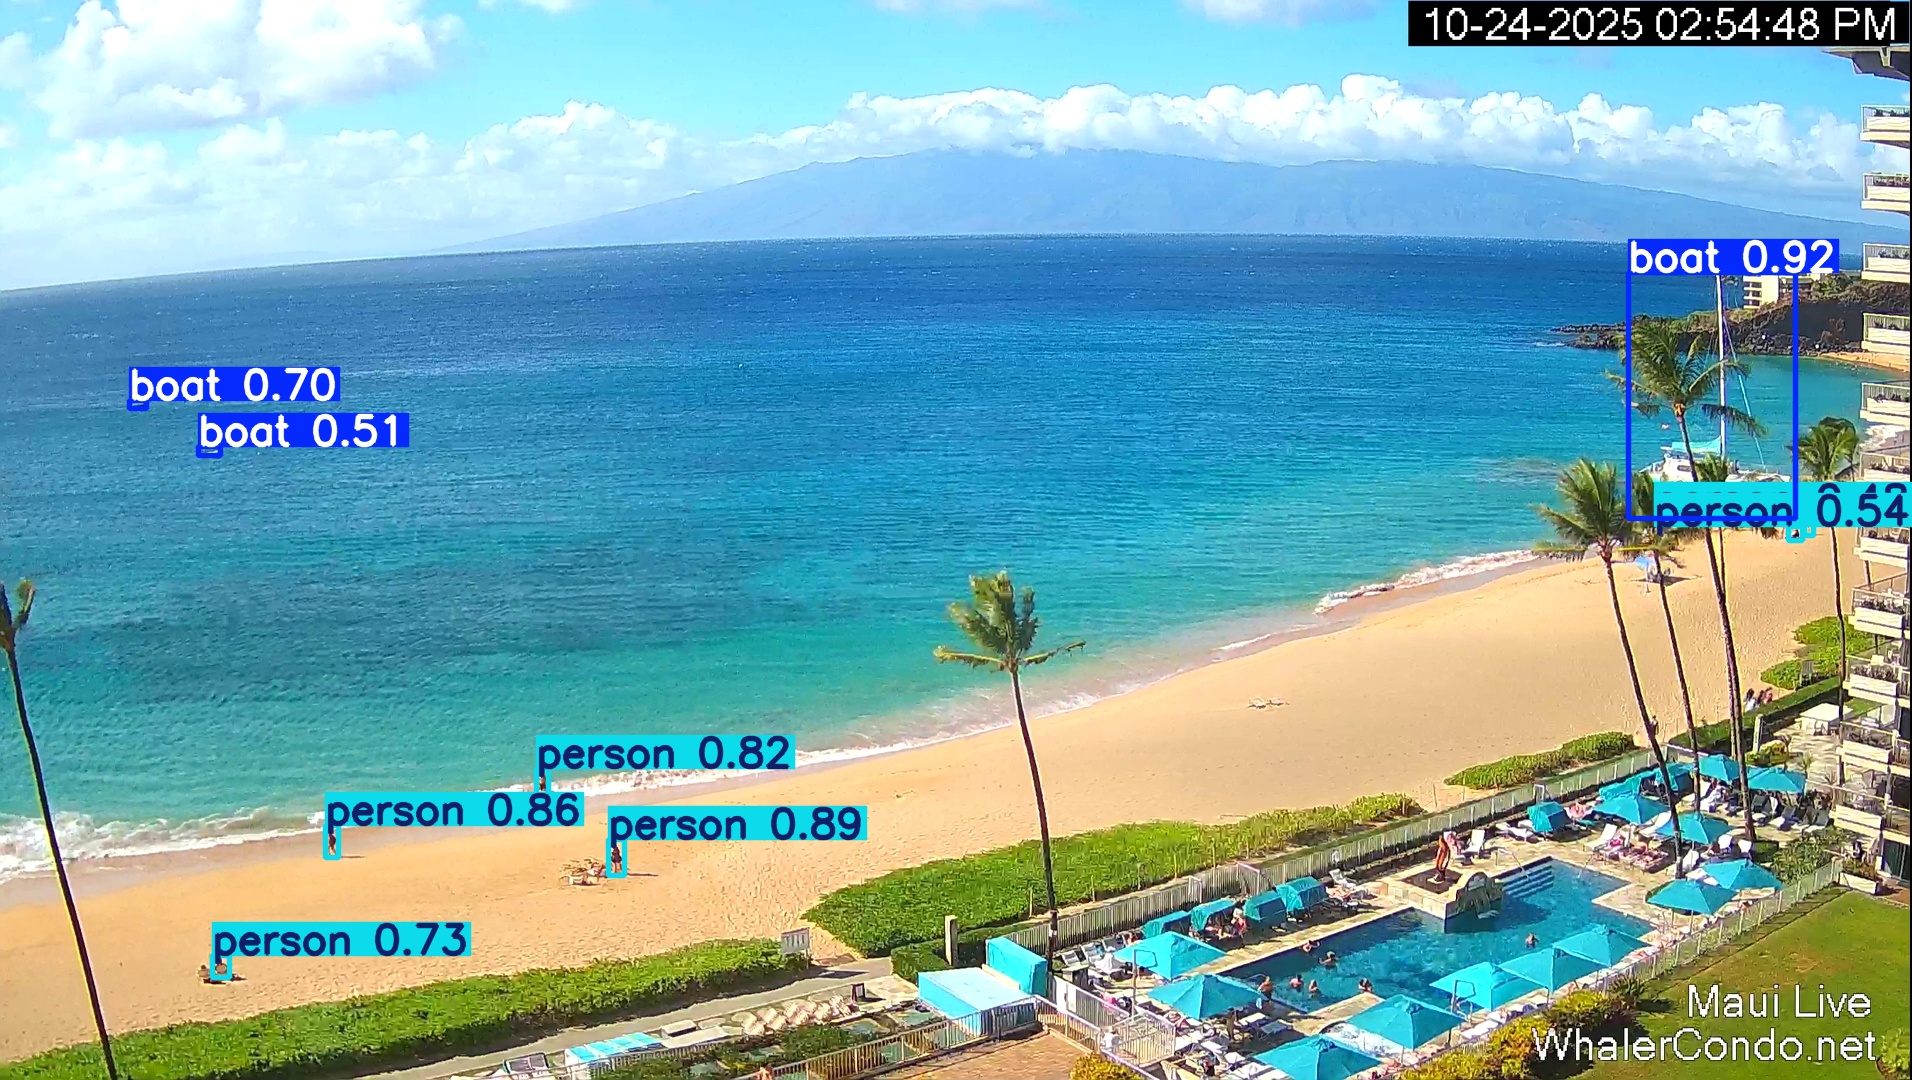 10-24-2025 02:54:48 PM
boat 0.92
boat 0.70
boat 0.51
person 0.54
person 0.82
person 0.86
person 0.89
person 0.73
Maui Live
WhalerCondo.net